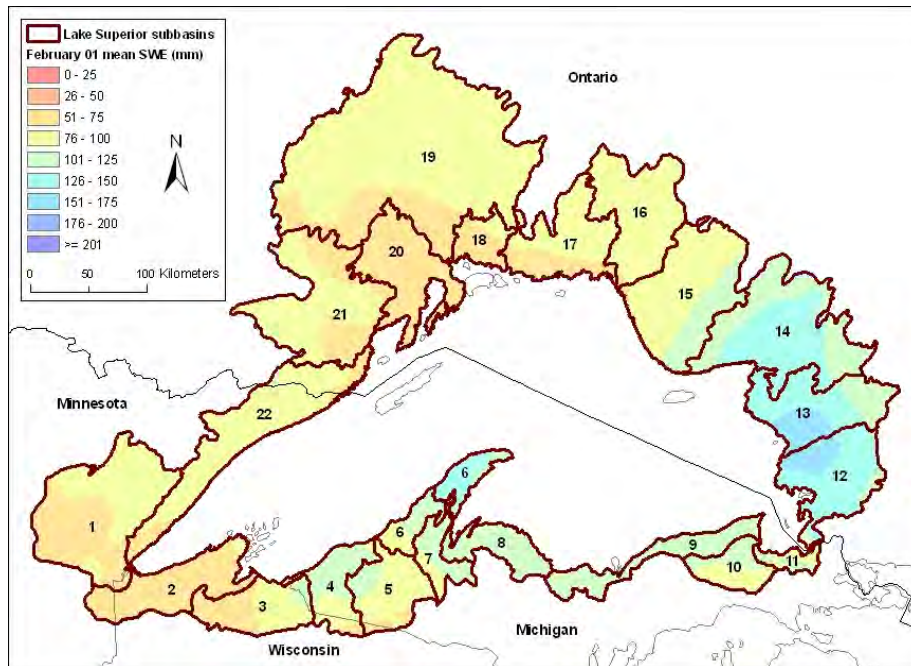 Lake Superior subbasins
February 01 mean SWE (mm)
0 - 25
26 - 50
51 - 75
76 - 100
101 - 125
126 - 150
151 - 175
176 - 200
>= 201
N
0 50 100 Kilometers
Ontario
19
16
18
17
20
15
21
14
Minnesota
22
13
6
12
1
6
8
9
7
11
10
4
5
2
3
Michigan
Wisconsin